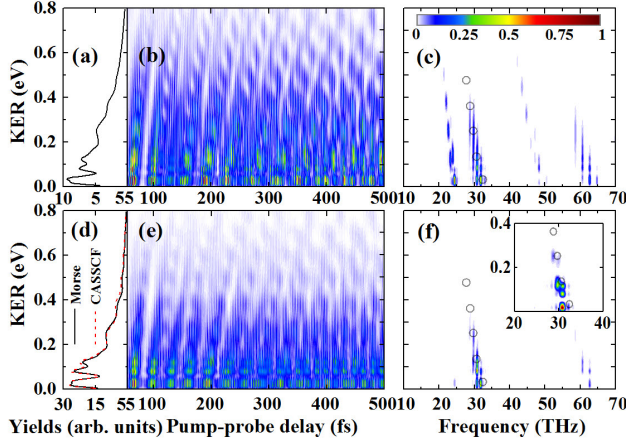 0 0.25 0.5 0.75 1
(a) (b) (c)
KER (eV)
0.8
0.6
0.4
0.2
0.0
10 5 55 100 200 300 400 500 10 20 30 40 50 60 70
(d) (e) (f)
KER (eV)
0.8
0.6
0.4
0.2
0.0
Morse
CASSCF
0.4
0.2
20 30 40
30 15 55 100 200 300 400 500 10 20 30 40 50 60 70
Yields (arb. units) Pump-probe delay (fs) Frequency (THz)